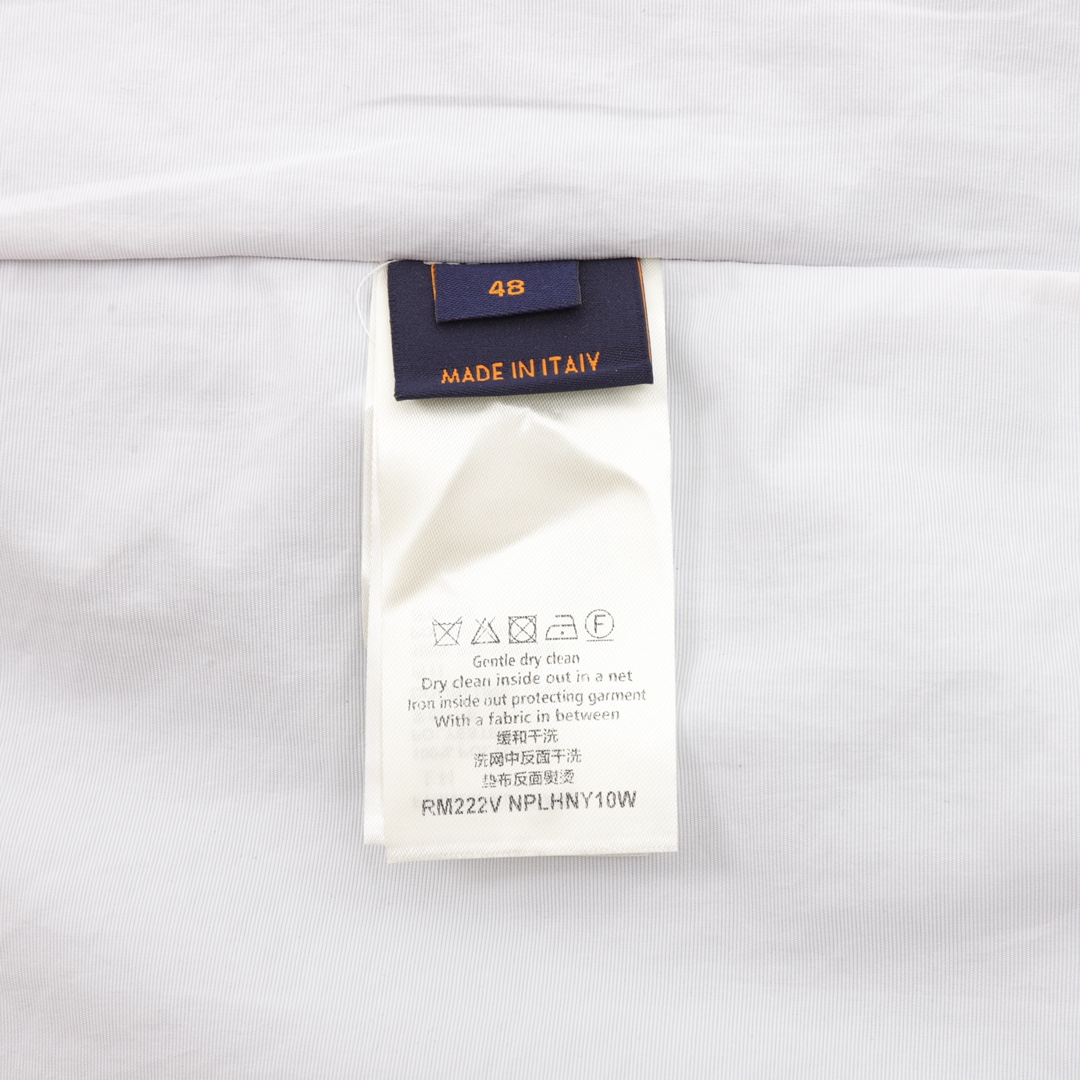 48
MADE IN ITALY
F
Gentle dry clean
Dry clean inside out in a net
Iron inside out protecting garment
With a fabric in between
缓和干洗
洗网中反面干洗
垫布反面熨烫
RM222V NPLHNY10W